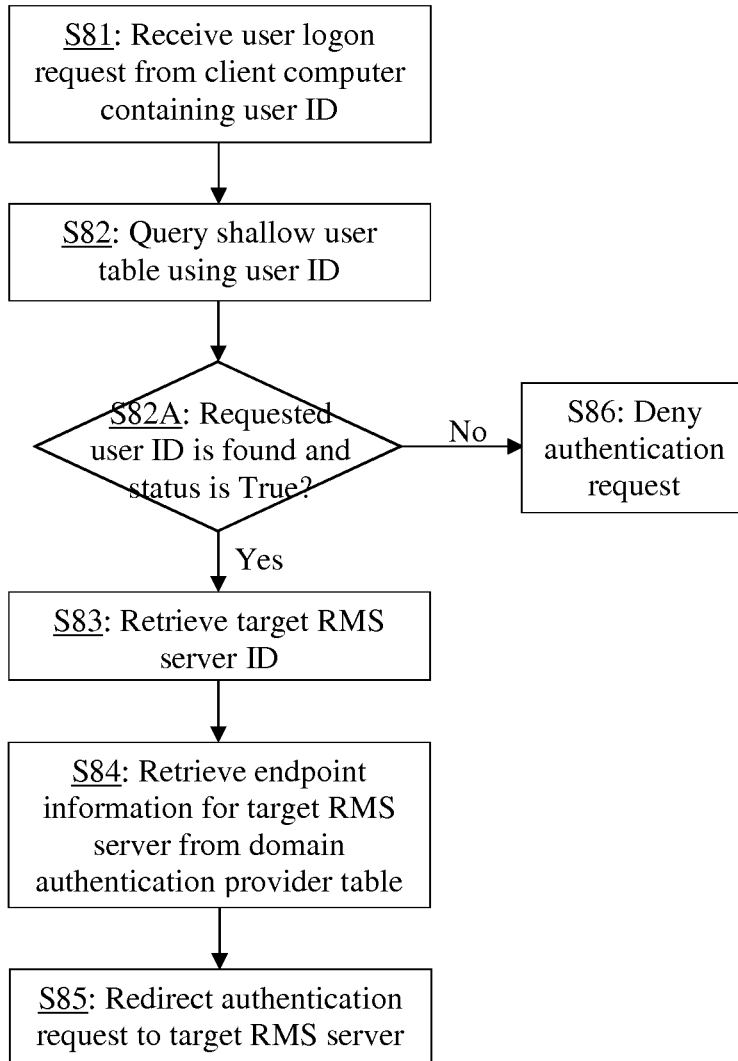 S81: Receive user logon
request from client computer
containing user ID
S82: Query shallow user
table using user ID
S82A: Requested
user ID is found and
status is True?
No
S86: Deny
authentication
request
Yes
S83: Retrieve target RMS
server ID
S84: Retrieve endpoint
information for target RMS
server from domain
authentication provider table
S85: Redirect authentication
request to target RMS server